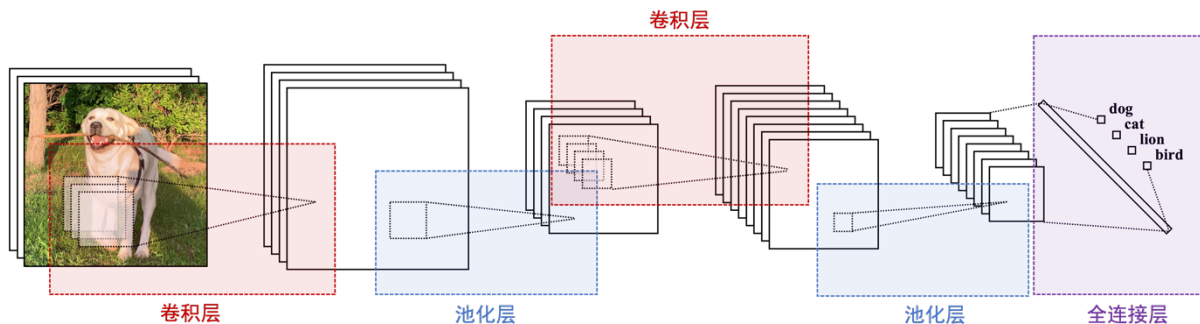 卷积层
dog
cat
lion
bird
卷积层
池化层
池化层
全连接层